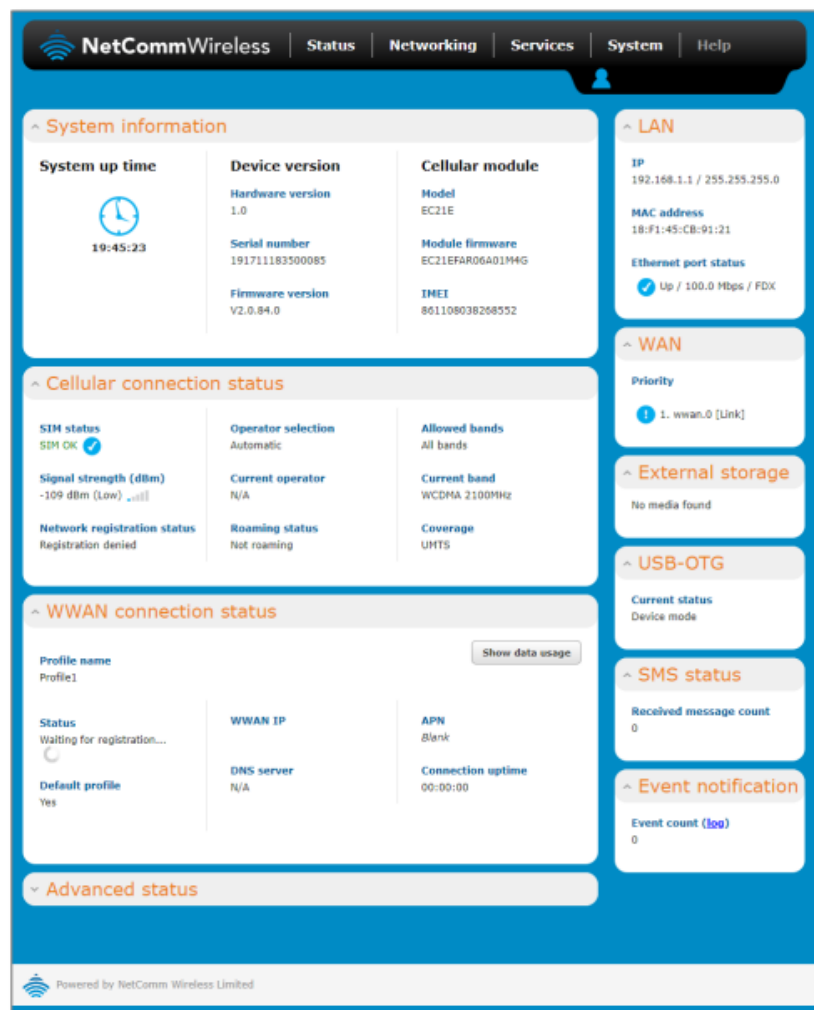 NetCommWireless
Status
Networking
Services
System
Help
System information
System up time
19:45:23
Device version
Hardware version
1.0
Serial number
191711183500085
Firmware version
V2.0.84.0
Cellular module
Model
EC21E
Module firmware
EC21EFAR06A01M4G
IMEI
861108038268552
Cellular connection status
SIM status
SIM OK
Signal strength (dBm)
-109 dBm (Low)
Network registration status
Registration denied
Operator selection
Automatic
Current operator
N/A
Roaming status
Not roaming
Allowed bands
All bands
Current band
WCDMA 2100MHz
Coverage
UMTS
WWAN connection status
Show data usage
Profile name
Profile1
Status
Waiting for registration...
Default profile
Yes
WWAN IP
DNS server
N/A
APN
Blank
Connection uptime
00:00:00
Advanced status
LAN
IP
192.168.1.1 / 255.255.255.0
MAC address
18:F1:45:CB:91:21
Ethernet port status
Up / 100.0 Mbps / FDX
WAN
Priority
1. wwan.0 [Link]
External storage
No media found
USB-OTG
Current status
Device mode
SMS status
Received message count
0
Event notification
Event count (log)
0
Powered by NetComm Wireless Limited